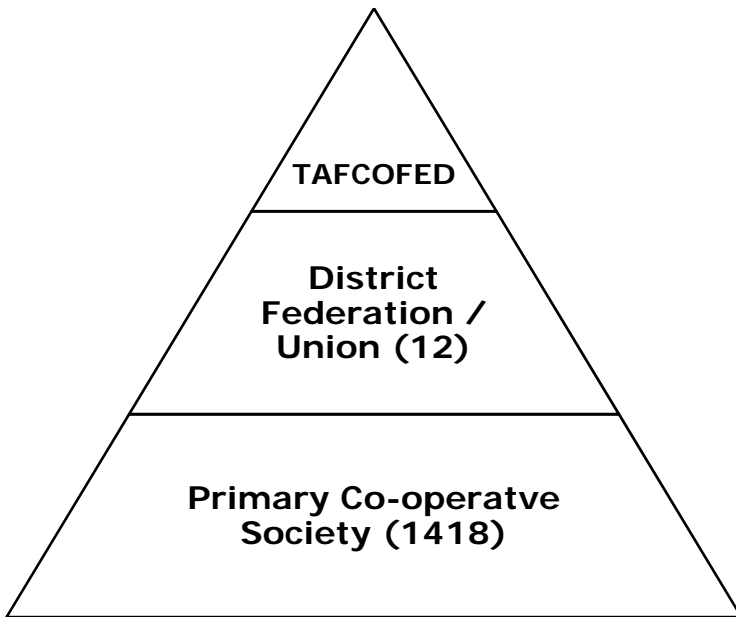 TAFCOFED
District
Federation /
Union (12)
Primary Co-operatve
Society (1418)